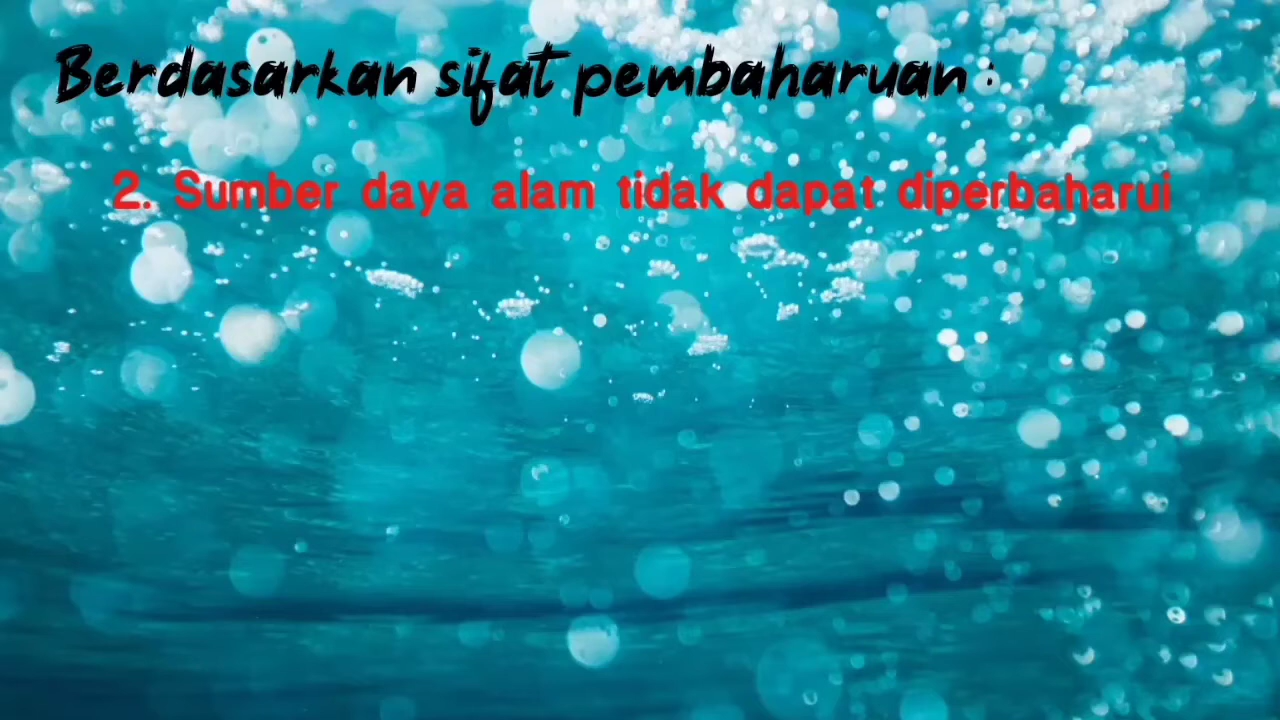 Berdasarkan sifat pembaharuan :
2. Sumber daya alam tidak dapat diperbaharui